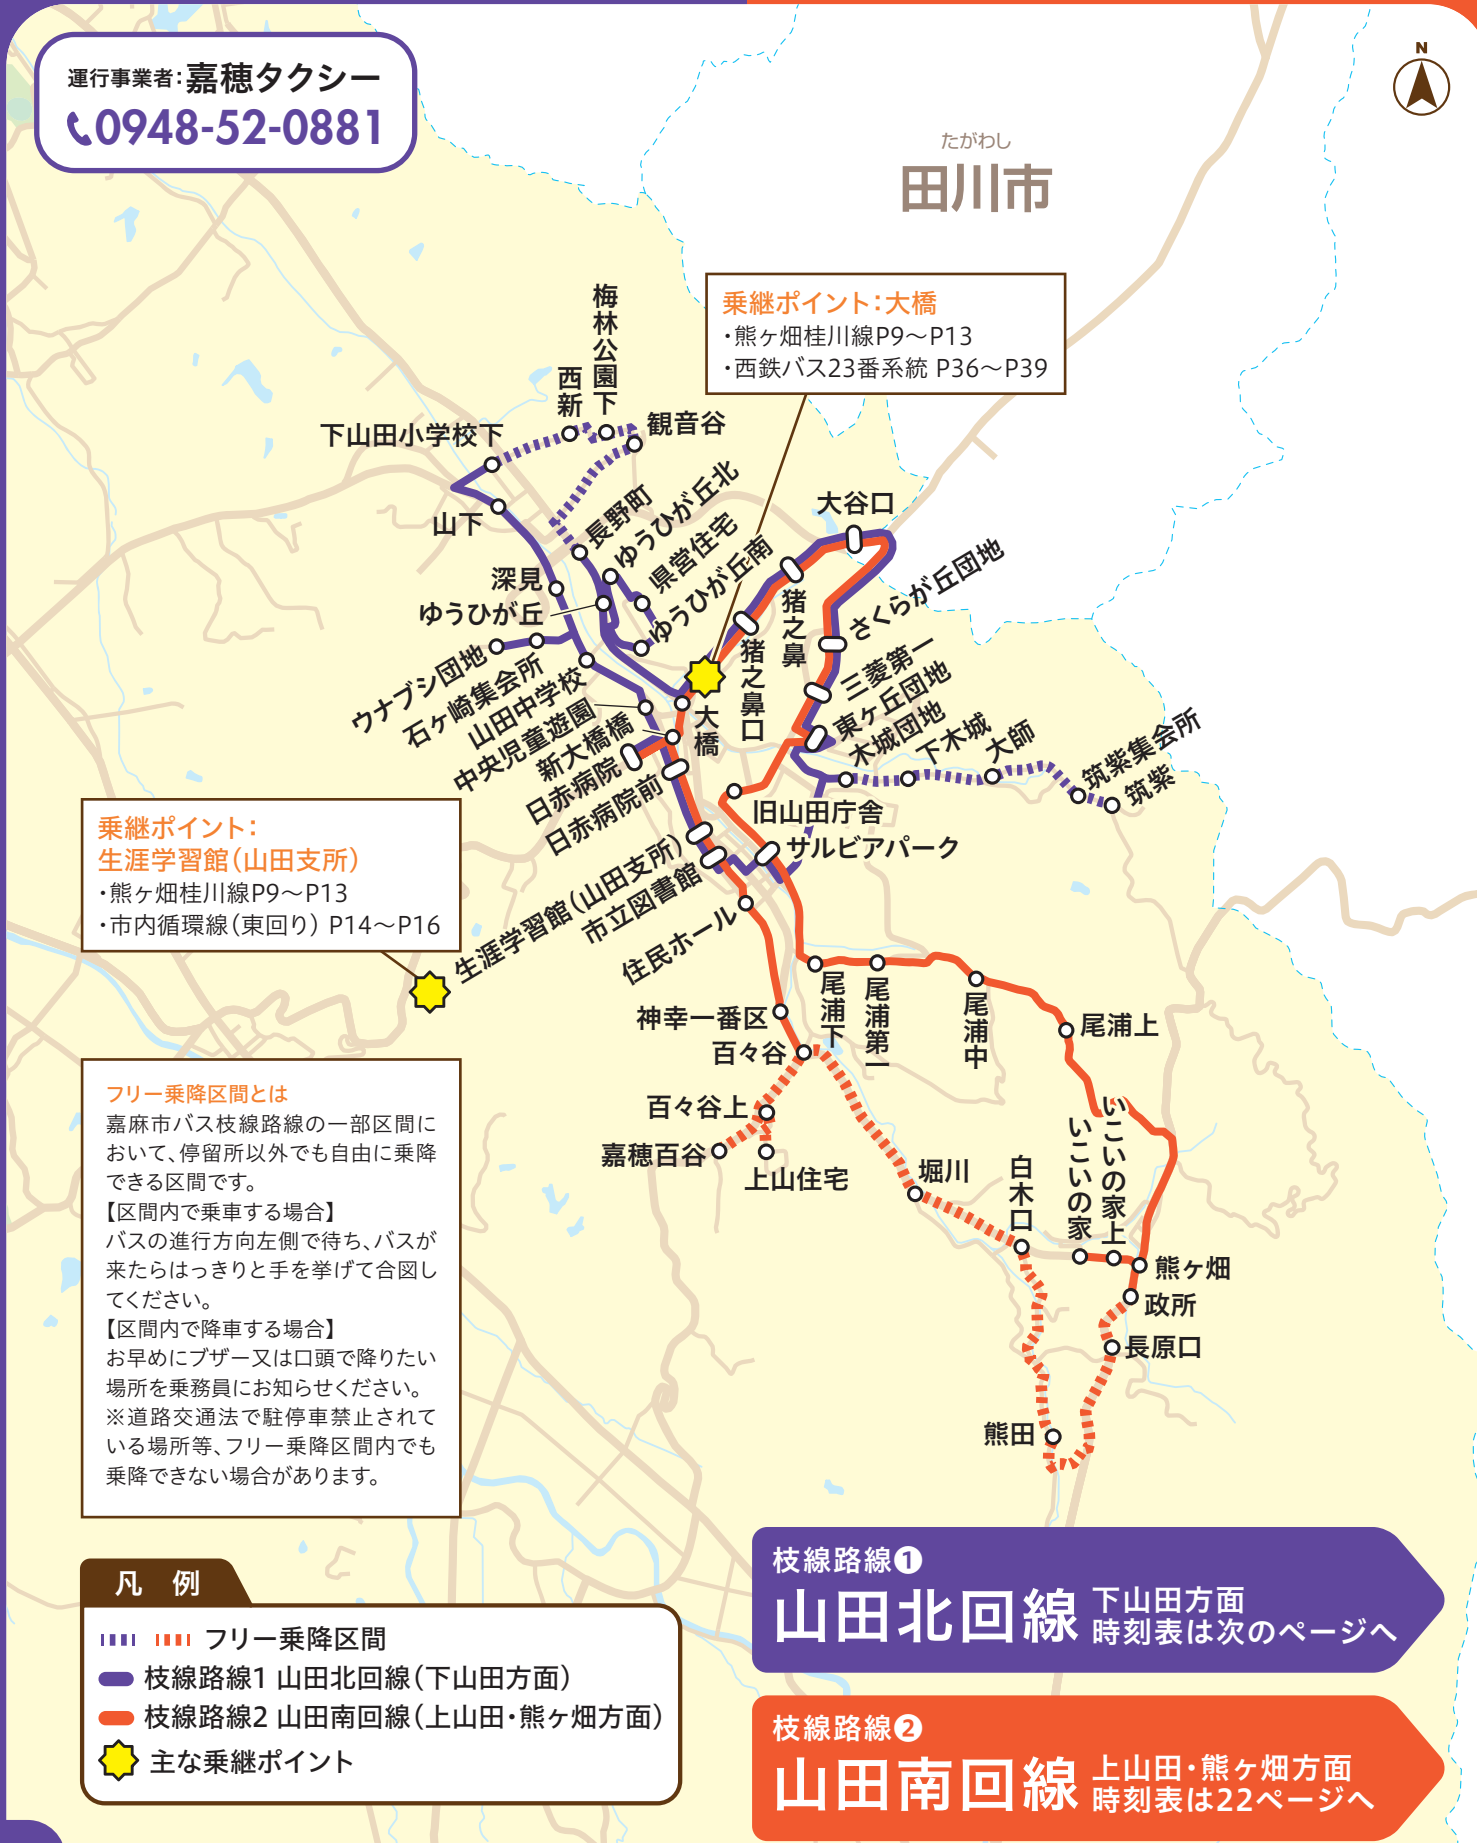 運行事業者：嘉穂タクシー
0948-52-0881
N
たがわし
田川市
乗継ポイント：大橋
・熊ヶ畑桂川線P9～P13
・西鉄バス23番系統 P36～P39
梅林公園下
西新
観音谷
下山田小学校下
山下
長野町
ゆうひが丘北
県営住宅
ゆうひが丘南
大谷口
深見
ゆうひが丘
猪之鼻
猪之鼻口
さくらが丘団地
三菱第一
東ヶ丘団地
木城団地
下木城
大師
筑紫集会所
筑紫
ウナブシ団地
石ヶ崎集会所
山田中学校
中央児童遊園
新大橋橋
日赤病院
日赤病院前
大橋
旧山田庁舎
サルビアパーク
乗継ポイント：
生涯学習館（山田支所）
・熊ヶ畑桂川線P9～P13
・市内循環線（東回り） P14～P16
生涯学習館（山田支所）
市立図書館
住民ホール
神幸一番区
百々谷
尾浦下
尾浦第一
尾浦中
尾浦上
百々谷上
嘉穂百谷
上山住宅
堀川
白木口
いこいの家
いこいの家上
熊ヶ畑
政所
長原口
熊田
フリー乗降区間とは
嘉麻市バス枝線路線の一部区間に
おいて、停留所以外でも自由に乗降
できる区間です。
【区間内で乗車する場合】
バスの進行方向左側で待ち、バスが
来たらはっきりと手を挙げて合図し
てください。
【区間内で降車する場合】
お早めにブザー又は口頭で降りたい
場所を乗務員にお知らせください。
※道路交通法で駐停車禁止されて
いる場所等、フリー乗降区間内でも
乗降できない場合があります。
凡 例
フリー乗降区間
枝線路線1 山田北回線（下山田方面）
枝線路線2 山田南回線（上山田・熊ヶ畑方面）
主な乗継ポイント
枝線路線❶
山田北回線 下山田方面
時刻表は次のページへ
枝線路線❷
山田南回線 上山田・熊ヶ畑方面
時刻表は22ページへ